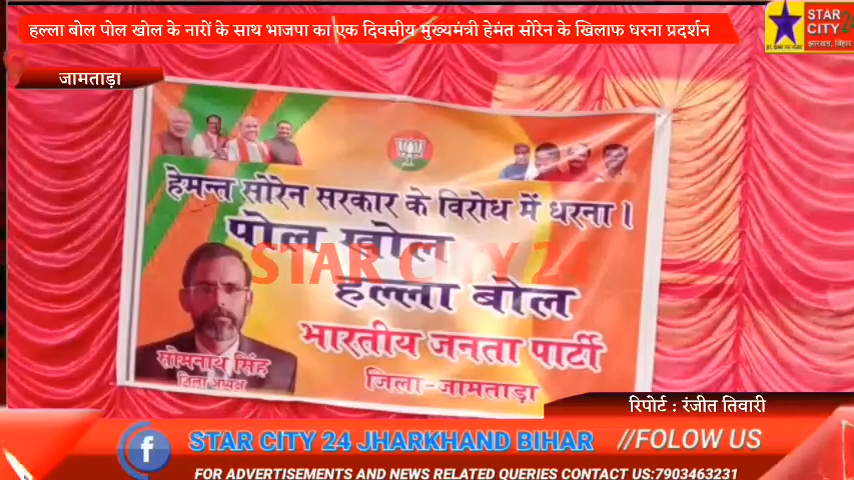 हल्ला बोल पोल खोल के नारों के साथ भाजपा का एक दिवसीय मुख्यमंत्री हेमंत सोरेन के खिलाफ धरना प्रदर्शन
STAR
CITY 24
झारखंड, बिहार
जामताड़ा
हेमन्त सोरेन सरकार के विरोध में धरना।
पोल खोल
STAR CITY 24
हल्ला बोल
भारतीय जनता पार्टी
सोमनाथ सिंह
जिला अध्यक्ष
जिला-जामताड़ा
रिपोर्ट : रंजीत तिवारी
f STAR CITY 24 JHARKHAND BIHAR //FOLOW US
FOR ADVERTISEMENTS AND NEWS RELATED QUERIES CONTACT US:7903463231